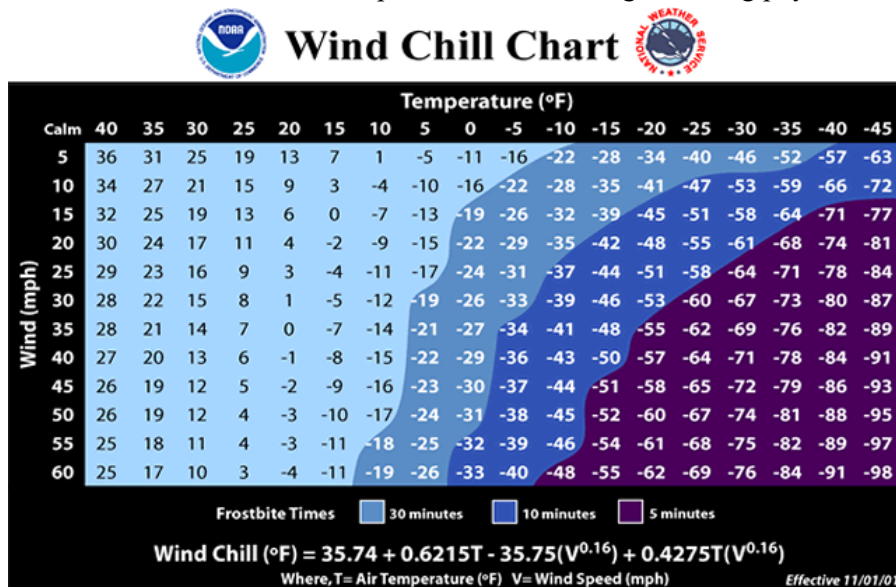 NOAA
Wind Chill Chart
NATIONAL WEATHER SERVICE
Temperature (ºF)
Calm 40 35 30 25 20 15 10 5 0 -5 -10 -15 -20 -25 -30 -35 -40 -45
5 36 31 25 19 13 7 1 -5 -11 -16 -22 -28 -34 -40 -46 -52 -57 -63
10 34 27 21 15 9 3 -4 -10 -16 -22 -28 -35 -41 -47 -53 -59 -66 -72
15 32 25 19 13 6 0 -7 -13 -19 -26 -32 -39 -45 -51 -58 -64 -71 -77
20 30 24 17 11 4 -2 -9 -15 -22 -29 -35 -42 -48 -55 -61 -68 -74 -81
25 29 23 16 9 3 -4 -11 -17 -24 -31 -37 -44 -51 -58 -64 -71 -78 -84
30 28 22 15 8 1 -5 -12 -19 -26 -33 -39 -46 -53 -60 -67 -73 -80 -87
35 28 21 14 7 0 -7 -14 -21 -27 -34 -41 -48 -55 -62 -69 -76 -82 -89
40 27 20 13 6 -1 -8 -15 -22 -29 -36 -43 -50 -57 -64 -71 -78 -84 -91
45 26 19 12 5 -2 -9 -16 -23 -30 -37 -44 -51 -58 -65 -72 -79 -86 -93
50 26 19 12 4 -3 -10 -17 -24 -31 -38 -45 -52 -60 -67 -74 -81 -88 -95
55 25 18 11 4 -3 -11 -18 -25 -32 -39 -46 -54 -61 -68 -75 -82 -89 -97
60 25 17 10 3 -4 -11 -19 -26 -33 -40 -48 -55 -62 -69 -76 -84 -91 -98
Wind (mph)
Frostbite Times 30 minutes 10 minutes 5 minutes
Wind Chill (ºF) = 35.74 + 0.6215T - 35.75(V0.16) + 0.4275T(V0.16)
Where, T= Air Temperature (ºF) V= Wind Speed (mph) Effective 11/01/0